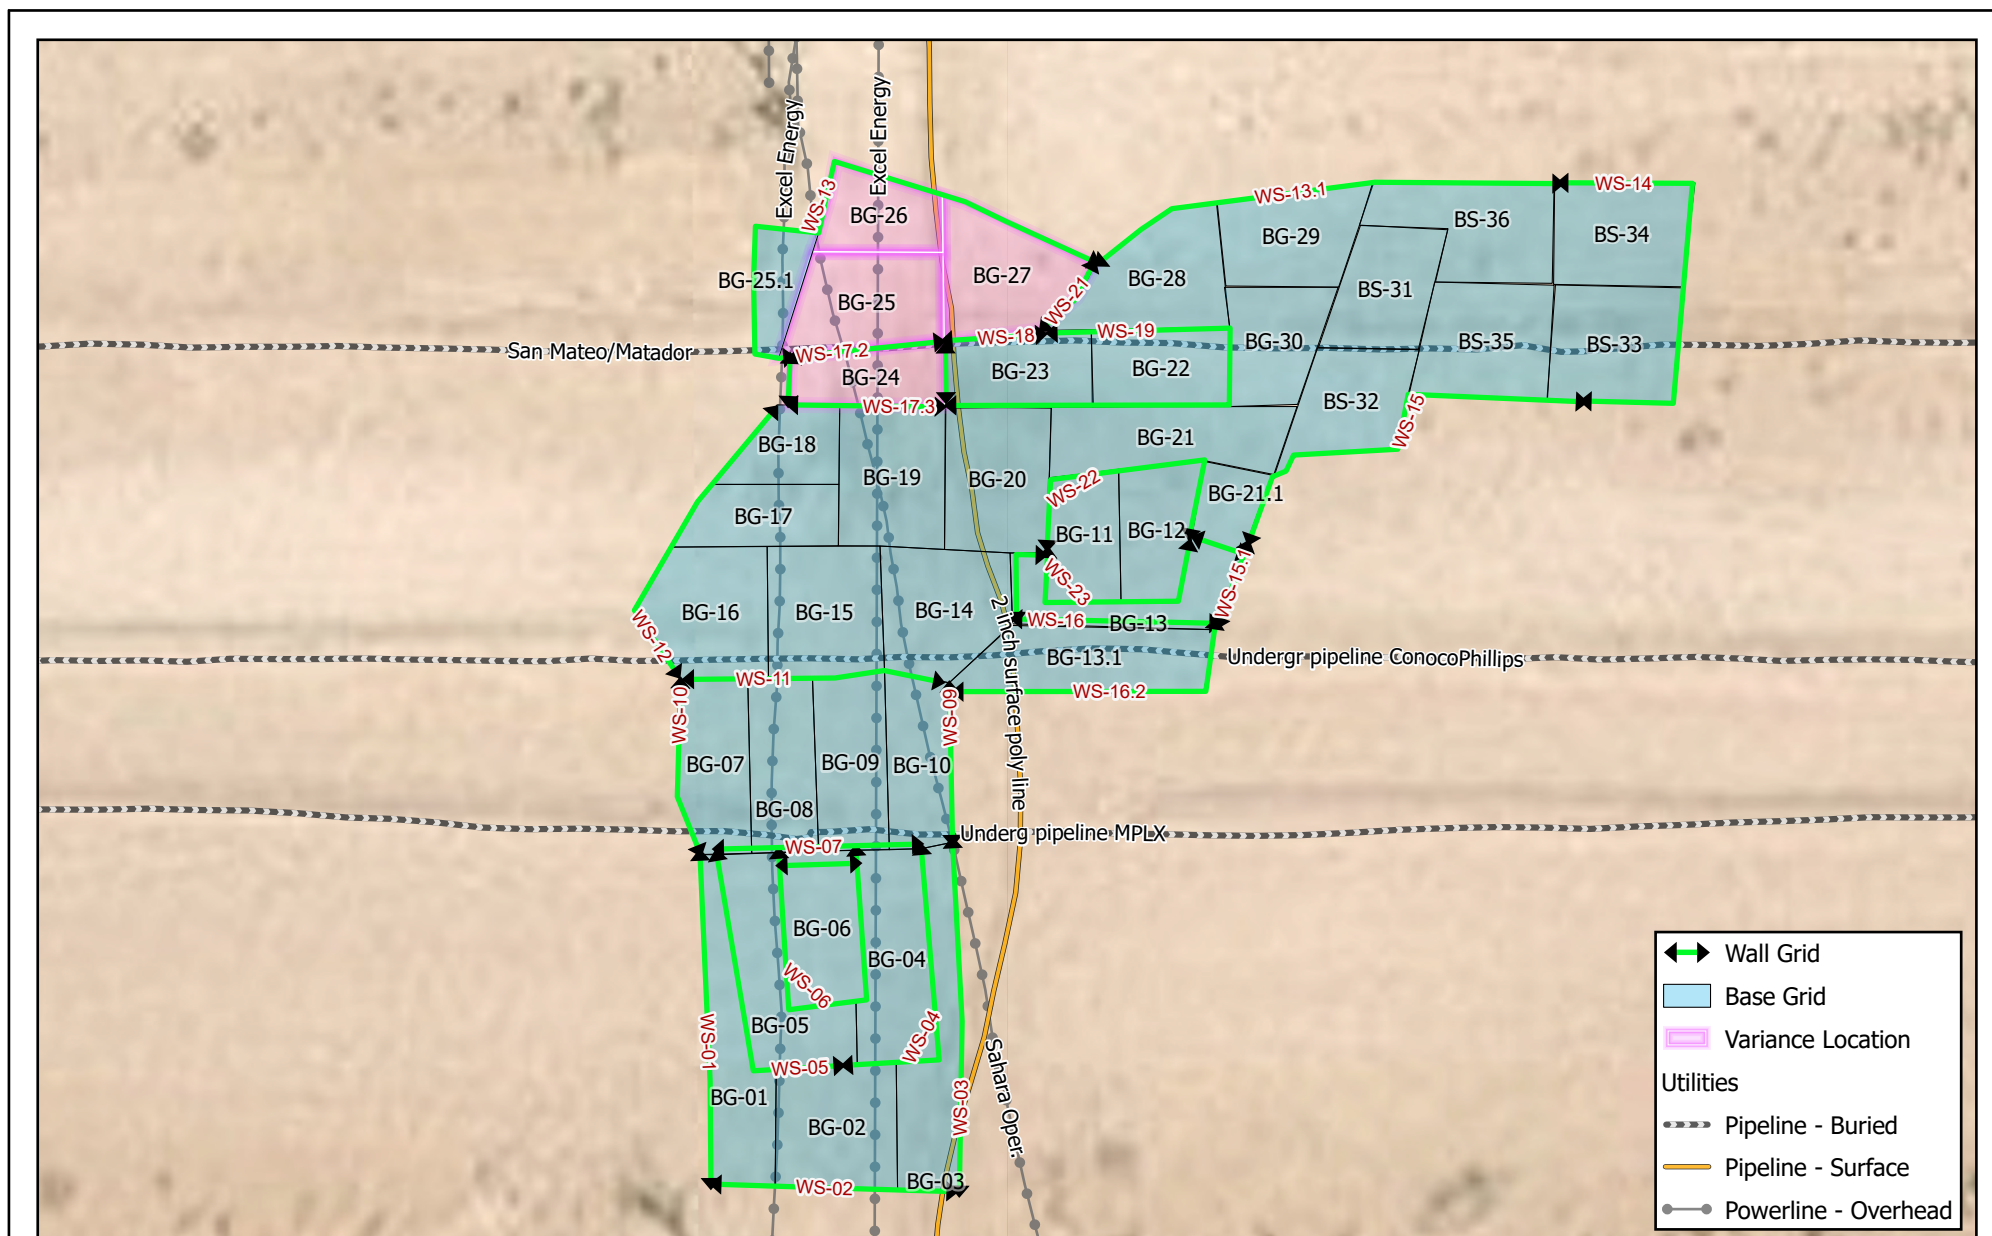 Excel Energy
Excel Energy
WS-13
BG-26
WS-13.1
WS-14
BG-29
BS-36
BS-34
BG-25.1
BG-25
BG-27
WS-21
BG-28
BS-31
San Mateo/Matador
WS-17.2
WS-18
WS-19
BG-30
BS-35
BS-33
BG-24
BG-23
BG-22
WS-17.3
BS-32
WS-15
BG-18
BG-19
BG-20
BG-21
WS-22
BG-21.1
BG-17
BG-11
BG-12
WS-23
WS-15.1
BG-16
BG-15
BG-14
WS-16
BG-13
WS-12
2 inch surface poly line
BG-13.1
Undergr pipeline ConocoPhillips
WS-11
WS-16.2
WS-10
WS-09
BG-07
BG-09
BG-10
BG-08
Underg pipeline MPLX
WS-07
BG-06
BG-04
WS-06
BG-05
WS-04
WS-01
WS-05
Sahara Oper.
BG-01
WS-03
BG-02
BG-03
WS-02
Wall Grid
Base Grid
Variance Location
Utilities
Pipeline - Buried
Pipeline - Surface
Powerline - Overhead